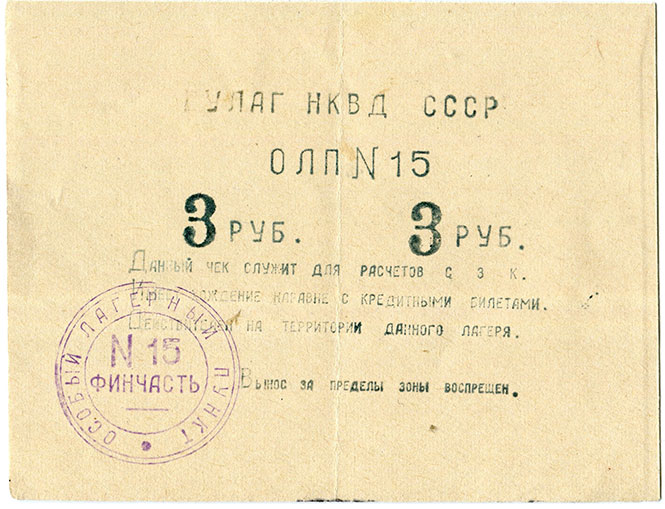 ГУЛАГ НКВД СССР
ОЛП N 15
3 РУБ. 3 РУБ.
Данный чек служит для расчетов с з к.
Имеет хождение наравне с кредитными билетами.
Действителен на территории данного лагеря.
Вынос за пределы зоны воспрещен.
ОСОБЫЙ ЛАГЕРНЫЙ ПУНКТ
N 15
ФИНЧАСТЬ